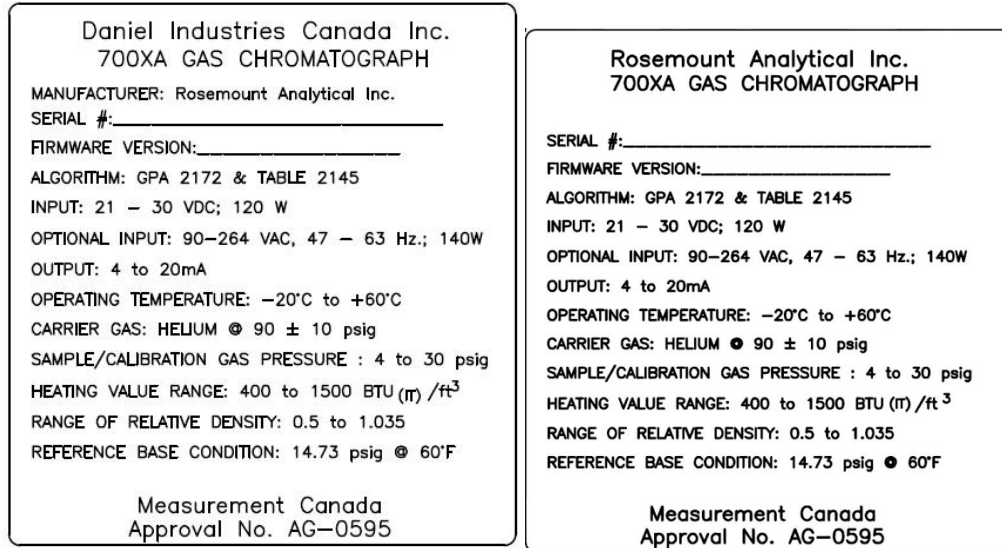 Daniel Industries Canada Inc.
700XA GAS CHROMATOGRAPH
MANUFACTURER: Rosemount Analytical Inc.
SERIAL #:___________________________
FIRMWARE VERSION:_________________
ALGORITHM: GPA 2172 & TABLE 2145
INPUT: 21 – 30 VDC; 120 W
OPTIONAL INPUT: 90–264 VAC, 47 – 63 Hz.; 140W
OUTPUT: 4 to 20mA
OPERATING TEMPERATURE: –20°C to +60°C
CARRIER GAS: HELIUM @ 90 ± 10 psig
SAMPLE/CALIBRATION GAS PRESSURE : 4 to 30 psig
HEATING VALUE RANGE: 400 to 1500 BTU (IT) /ft³
RANGE OF RELATIVE DENSITY: 0.5 to 1.035
REFERENCE BASE CONDITION: 14.73 psig @ 60°F
Measurement Canada
Approval No. AG–0595
Rosemount Analytical Inc.
700XA GAS CHROMATOGRAPH
SERIAL #:___________________________
FIRMWARE VERSION:_________________
ALGORITHM: GPA 2172 & TABLE 2145
INPUT: 21 – 30 VDC; 120 W
OPTIONAL INPUT: 90–264 VAC, 47 – 63 Hz.; 140W
OUTPUT: 4 to 20mA
OPERATING TEMPERATURE: –20°C to +60°C
CARRIER GAS: HELIUM @ 90 ± 10 psig
SAMPLE/CALIBRATION GAS PRESSURE : 4 to 30 psig
HEATING VALUE RANGE: 400 to 1500 BTU (IT) /ft ³
RANGE OF RELATIVE DENSITY: 0.5 to 1.035
REFERENCE BASE CONDITION: 14.73 psig @ 60°F
Measurement Canada
Approval No. AG–0595